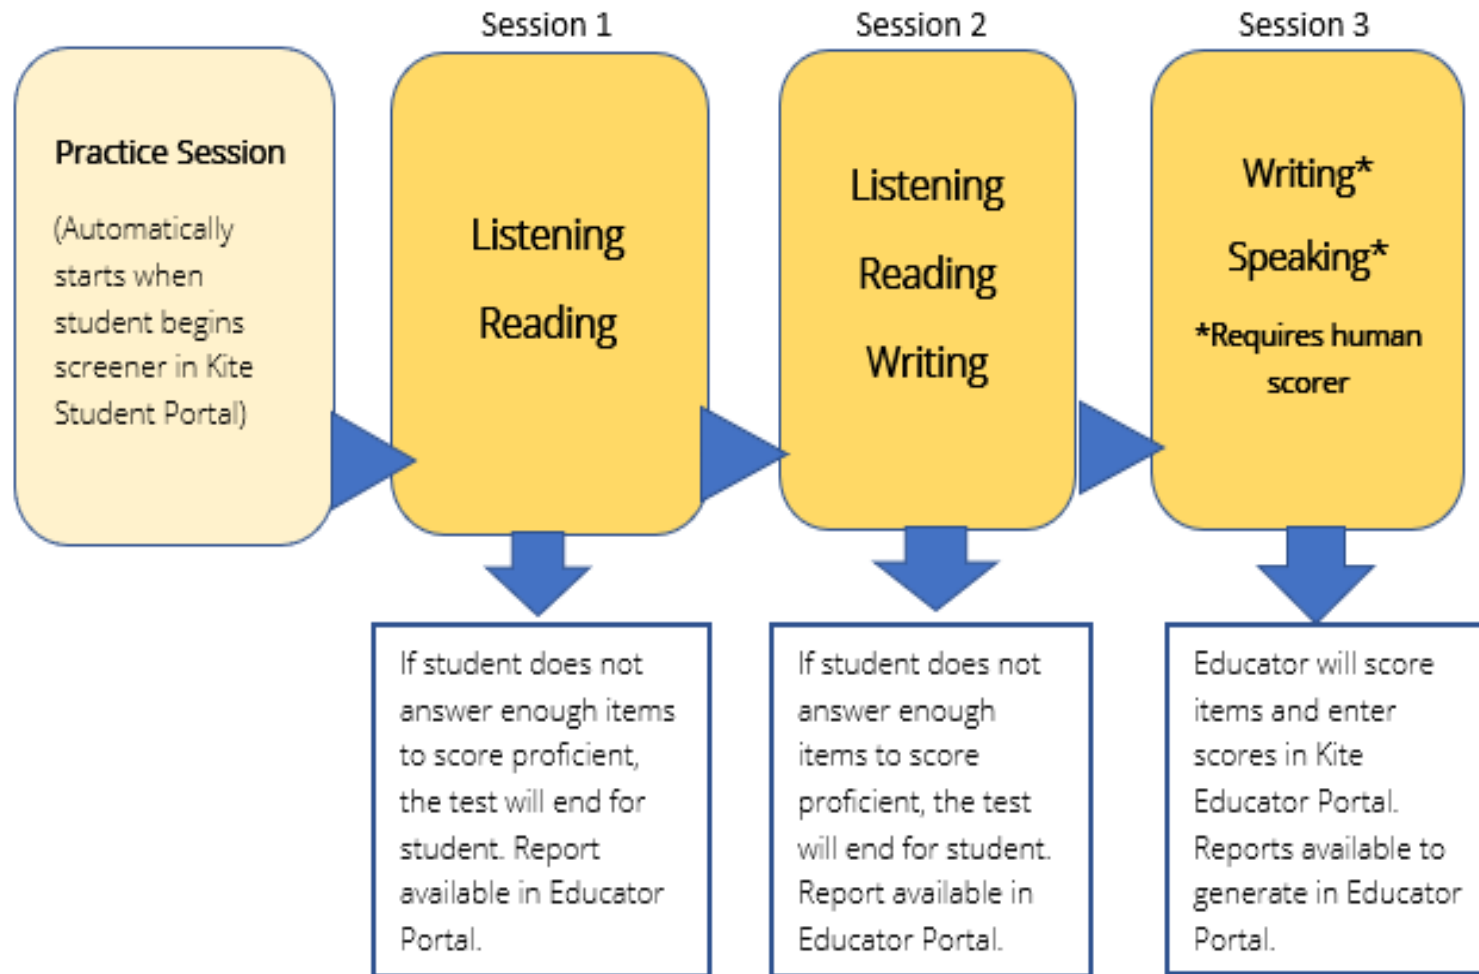 Session 1
Session 2
Session 3
Practice Session
(Automatically
starts when
student begins
screener in Kite
Student Portal)
Listening
Reading
Listening
Reading
Writing
Writing*
Speaking*
*Requires human
scorer
If student does not
answer enough items
to score proficient,
the test will end for
student. Report
available in Educator
Portal.
If student does not
answer enough
items to score
proficient, the test
will end for student.
Report available in
Educator Portal.
Educator will score
items and enter
scores in Kite
Educator Portal.
Reports available to
generate in Educator
Portal.